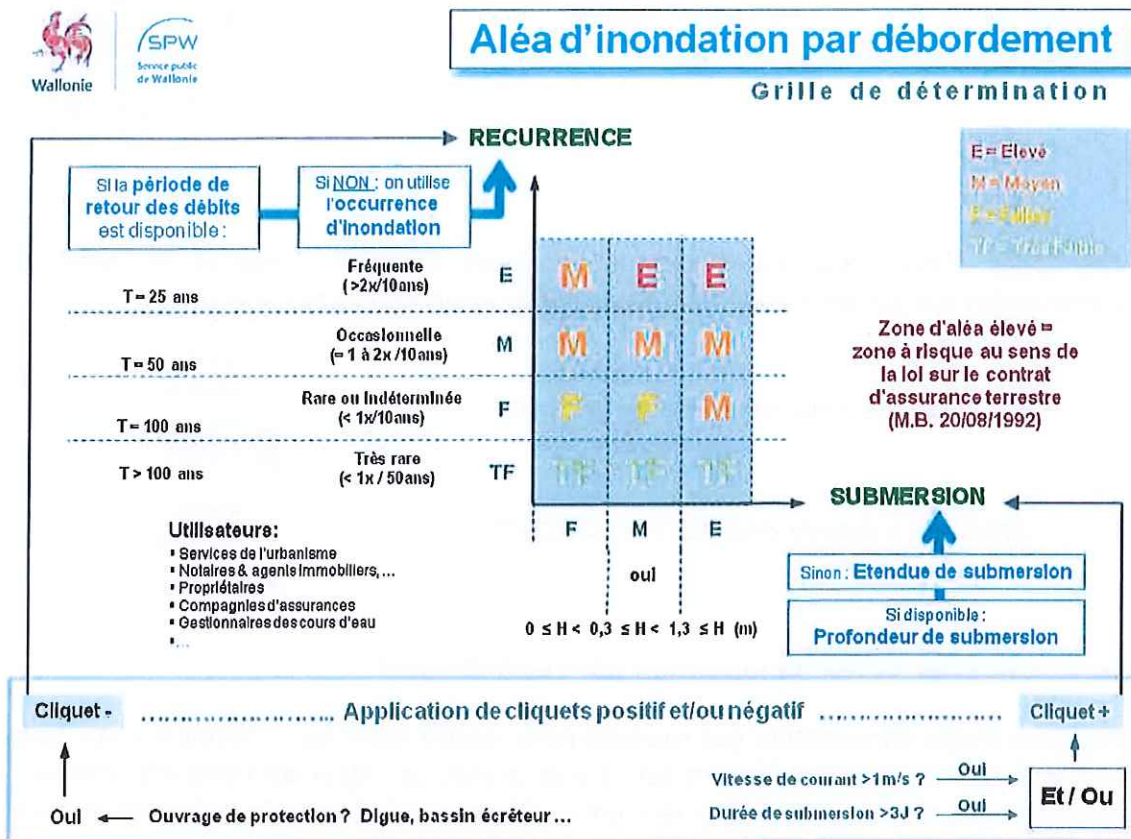 Wallonie
SPW
Service public
de Wallonie
Aléa d'inondation par débordement
Grille de détermination
RECURRENCE
E = Elevé
M = Moyen
F = Faible
TF = Très Faible
Si la période de
retour des débits
est disponible :
Si NON : on utilise
l'occurrence
d'inondation
T = 25 ans
Fréquente
(>2x/10ans)
E
M E E
T = 50 ans
Occasionnelle
(= 1 à 2x /10ans)
M
M M M
T = 100 ans
Rare ou Indéterminée
(< 1x/10ans)
F
F F M
T > 100 ans
Très rare
(< 1x / 50ans)
TF
TF TF TF
Zone d'aléa élevé =
zone à risque au sens de
la loi sur le contrat
d'assurance terrestre
(M.B. 20/08/1992)
SUBMERSION
F M E
oui
0 ≤ H < 0,3 ≤ H < 1,3 ≤ H (m)
Utilisateurs:
▪ Services de l'urbanisme
▪ Notaires & agents immobiliers, ...
▪ Propriétaires
▪ Compagnies d'assurances
▪ Gestionnaires des cours d'eau
▪ ...
Sinon : Etendue de submersion
Si disponible :
Profondeur de submersion
Cliquet - ........................ Application de cliquets positif et/ou négatif ........................ Cliquet +
Oui
Ouvrage de protection ? Digue, bassin écrêteur ...
Vitesse de courant >1m/s ? Oui
Durée de submersion >3J ? Oui
Et / Ou